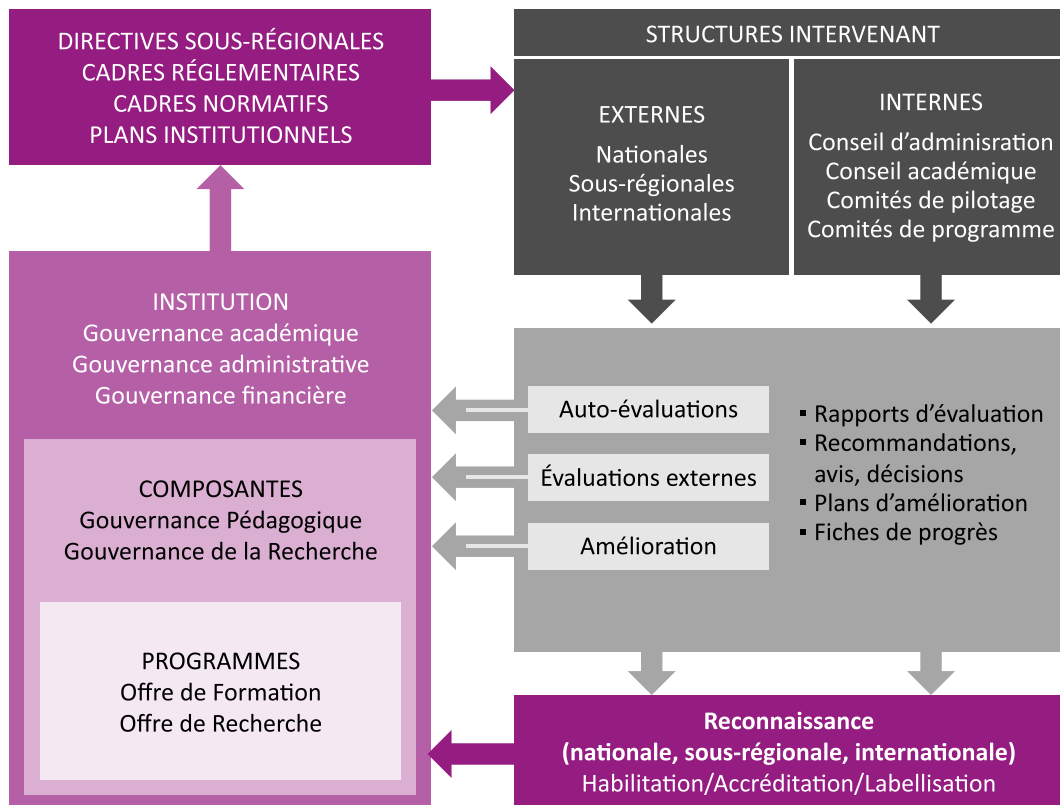 DIRECTIVES SOUS-RÉGIONALES
CADRES RÉGLEMENTAIRES
CADRES NORMATIFS
PLANS INSTITUTIONNELS
STRUCTURES INTERVENANT
EXTERNES
Nationales
Sous-régionales
Internationales
INTERNES
Conseil d’adminisration
Conseil académique
Comités de pilotage
Comités de programme
INSTITUTION
Gouvernance académique
Gouvernance administrative
Gouvernance financière
COMPOSANTES
Gouvernance Pédagogique
Gouvernance de la Recherche
PROGRAMMES
Offre de Formation
Offre de Recherche
Auto-évaluations
Évaluations externes
Amélioration
▪ Rapports d’évaluation
▪ Recommandations,
avis, décisions
▪ Plans d’amélioration
▪ Fiches de progrès
Reconnaissance
(nationale, sous-régionale, internationale)
Habilitation/Accréditation/Labellisation